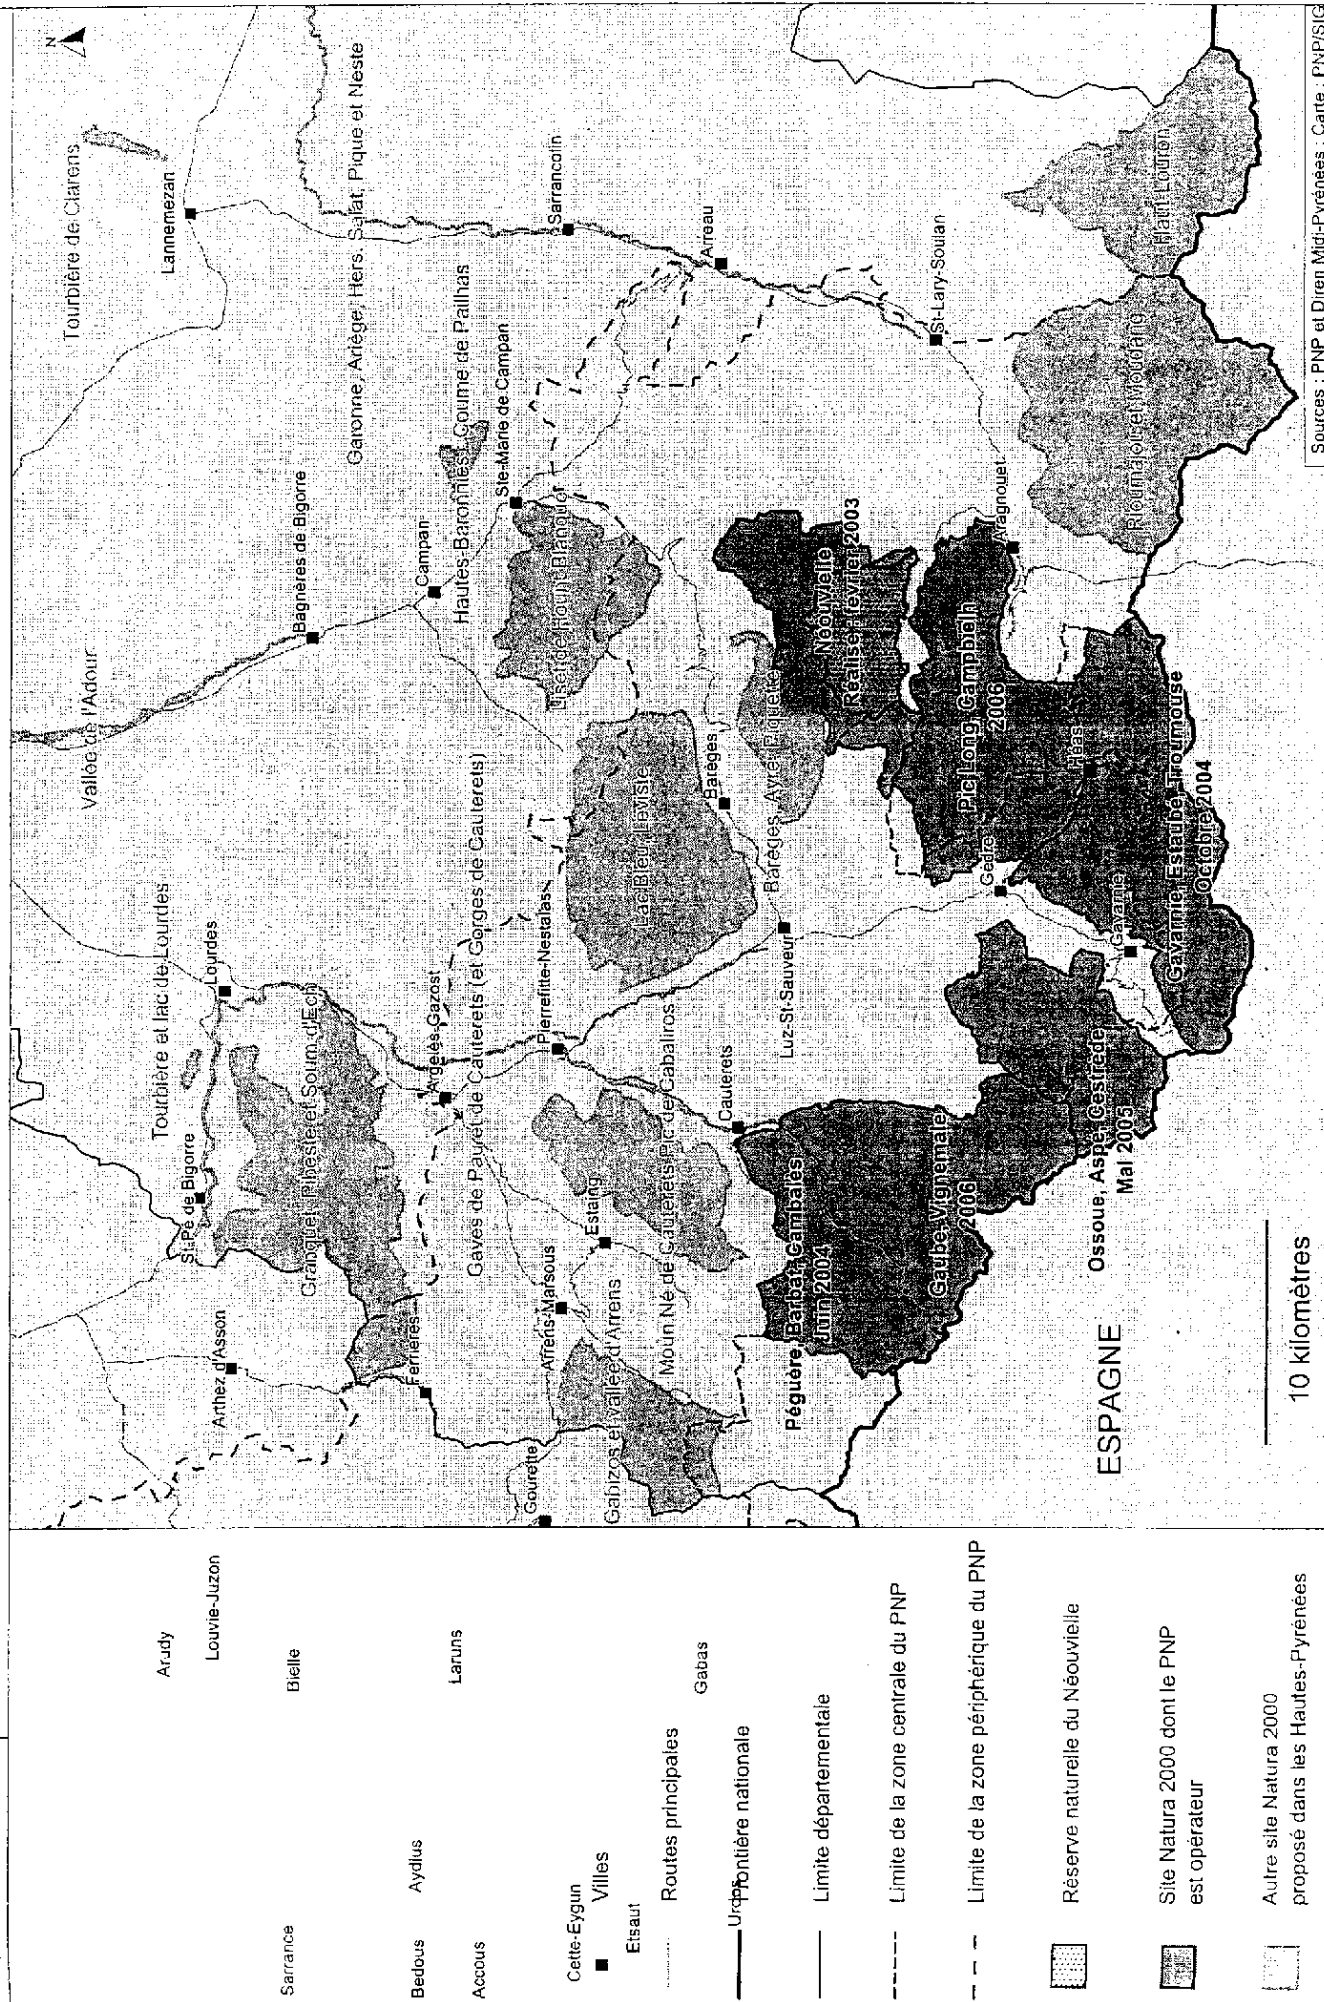 N
Tourbière de Clarens
Lannemezan
Garonne, Ariège, Hers, Salat, Pique et Neste
Vallée de l'Adour
Bagnères de Bigorre
Campan
Hautes-Baronnies, Coume de Pailhas
Ste-Marie de Campan
Sarrancolin
Arreau
St-Lary-Soulan
Tourbière et lac de Lourdes
Lourdes
St-Pé de Bigorre
Granquet Pibeste et Soum d'Ech
Arthez d'Asson
Ferrières
Argelès-Gazost
Gaves de Pau et de Cauterets (et Gorges de Cauterets)
Pierrefitte-Nestalas
Liset de Hount Blanque
Lac Bleu Léviste
Barèges
Barèges, Ayré, Piquette
Luz-St-Sauveur
Arrens-Marsous
Estaing
Gourette
Gabizos et vallée d'Arrens
Moun Né de Cauterets, Pic de Cabaliros
Cauterets
Néouvielle
Réalisé février 2003
Pic Long, Campbieil
2006
Aragnouet
Rioumajou et Moudang
Haut Louron
Gèdre
Héas
Gavarnie
Gavarnie, Estaubé, Troumouse
Octobre 2004
Péguère, Barbat, Cambalès
Juin 2004
Gaube, Vignemale
2006
Ossoue, Aspé, Cestrède
Mai 2005
ESPAGNE
10 kilomètres
Sources : PNP et Diren Midi-Pyrénées ; Carte : PNP/SIG
Arudy
Louvie-Juzon
Bielle
Laruns
Gabas
Sarrance
Bedous
Aydius
Accous
Cette-Eygun
Etsaut
Urdos
Villes
Routes principales
Frontière nationale
Limite départementale
Limite de la zone centrale du PNP
Limite de la zone périphérique du PNP
Réserve naturelle du Néouvielle
Site Natura 2000 dont le PNP
est opérateur
Autre site Natura 2000
proposé dans les Hautes-Pyrénées